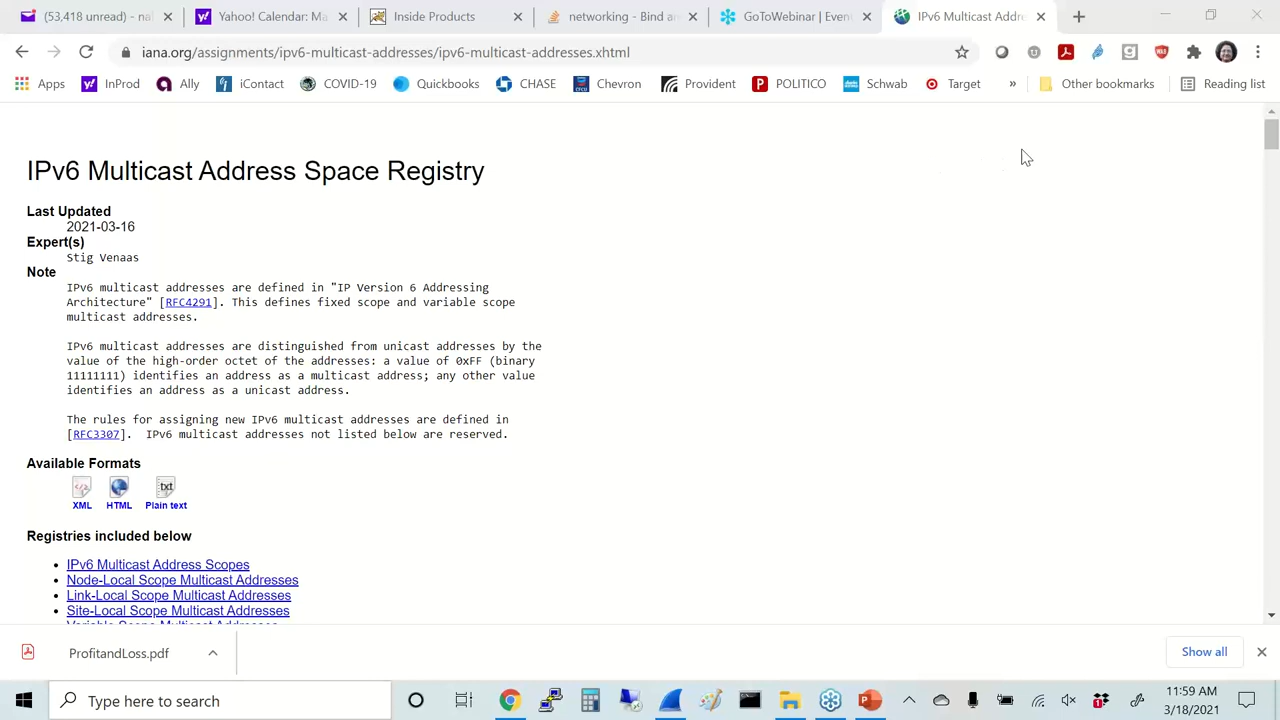 (53,418 unread) - na
Yahoo! Calendar: Ma
Inside Products
networking - Bind an
GoToWebinar | Even
IPv6 Multicast Addre
iana.org/assignments/ipv6-multicast-addresses/ipv6-multicast-addresses.xhtml
Apps
InProd
Ally
iContact
COVID-19
Quickbooks
CHASE
Chevron
Provident
POLITICO
Schwab
Target
»
Other bookmarks
Reading list
IPv6 Multicast Address Space Registry
Last Updated
2021-03-16
Expert(s)
Stig Venaas
Note
IPv6 multicast addresses are defined in "IP Version 6 Addressing
Architecture" [RFC4291]. This defines fixed scope and variable scope
multicast addresses.
IPv6 multicast addresses are distinguished from unicast addresses by the
value of the high-order octet of the addresses: a value of 0xFF (binary
11111111) identifies an address as a multicast address; any other value
identifies an address as a unicast address.
The rules for assigning new IPv6 multicast addresses are defined in
[RFC3307]. IPv6 multicast addresses not listed below are reserved.
Available Formats
txt
XML
HTML
Plain text
Registries included below
• IPv6 Multicast Address Scopes
• Node-Local Scope Multicast Addresses
• Link-Local Scope Multicast Addresses
• Site-Local Scope Multicast Addresses
Variable Scope Multicast Addresses
ProfitandLoss.pdf
Show all
Type here to search
11:59 AM
3/18/2021